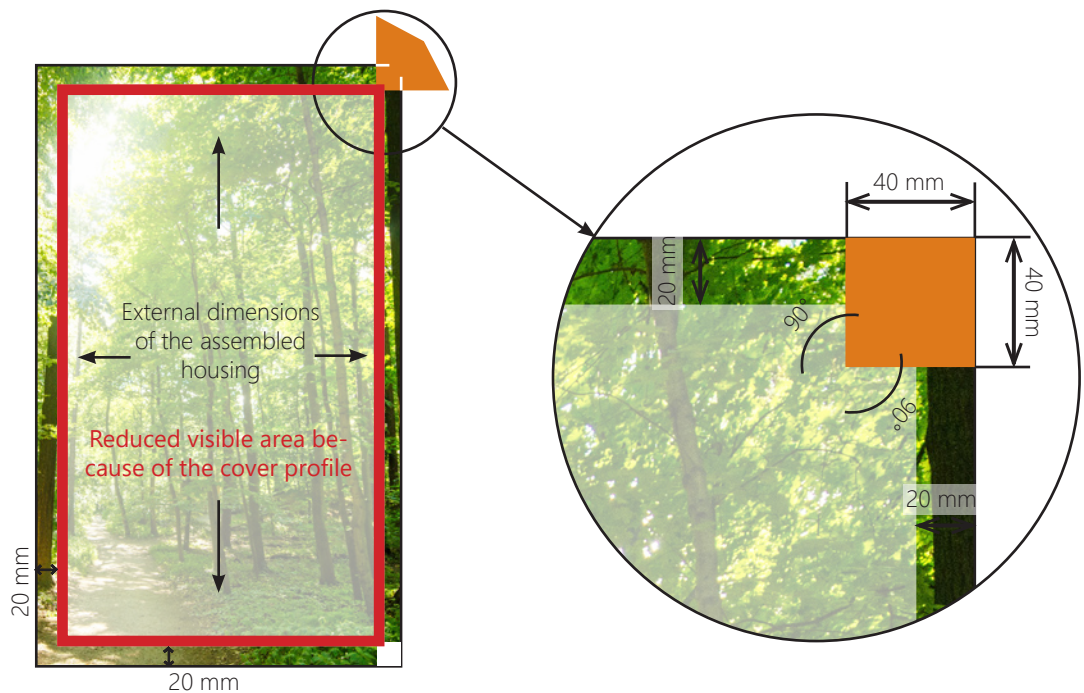 External dimensions
of the assembled
housing
Reduced visible area be-
cause of the cover profile
20 mm
20 mm
40 mm
40 mm
20 mm
90°
90°
20 mm